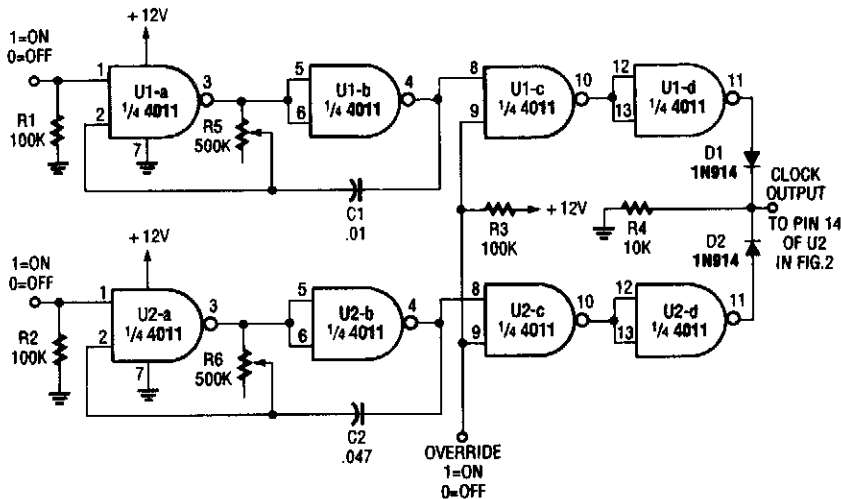 1=ON
0=OFF
+12V
1
2
3
7
U1-a
1/4 4011
R1
100K
R5
500K
5
6
4
U1-b
1/4 4011
C1
.01
8
9
10
U1-c
1/4 4011
12
13
11
U1-d
1/4 4011
D1
1N914
CLOCK
OUTPUT
TO PIN 14
OF U2
IN FIG.2
R3
100K
+12V
R4
10K
D2
1N914
1=ON
0=OFF
+12V
1
2
3
7
U2-a
1/4 4011
R2
100K
R6
500K
5
6
4
U2-b
1/4 4011
C2
.047
8
9
10
U2-c
1/4 4011
12
13
11
U2-d
1/4 4011
OVERRIDE
1=ON
0=OFF